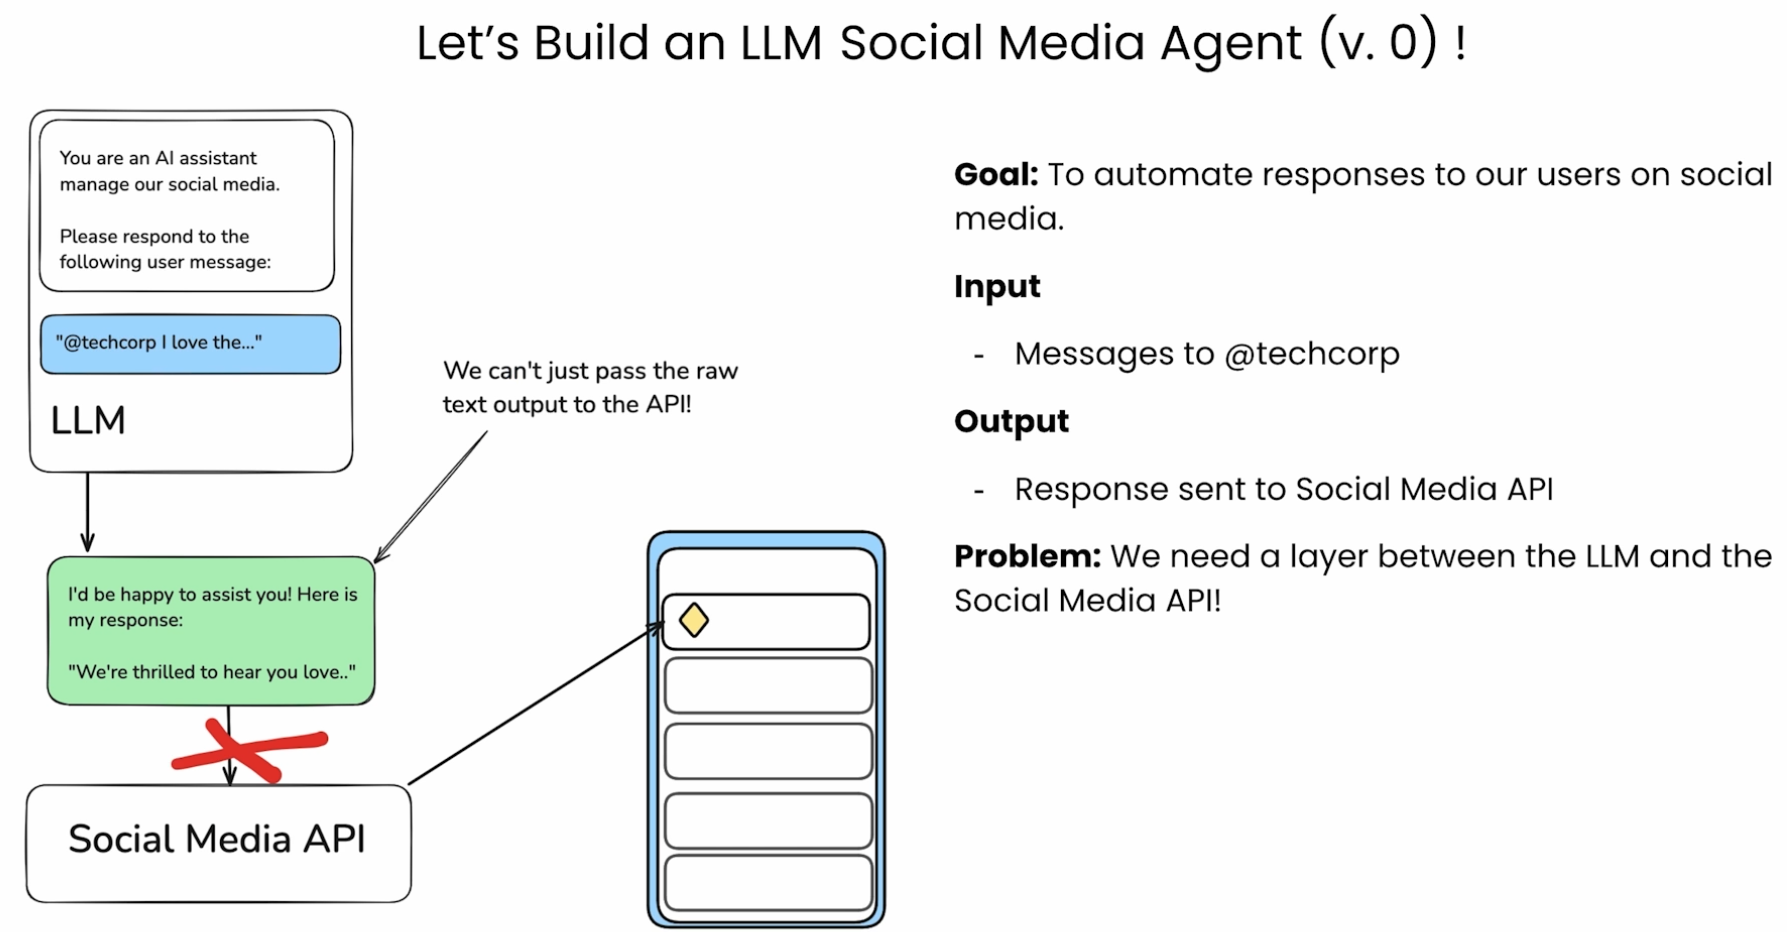 Let's Build an LLM Social Media Agent (v. 0) !
You are an AI assistant
manage our social media.
Please respond to the
following user message:
"@techcorp I love the..."
LLM
We can't just pass the raw
text output to the API!
I'd be happy to assist you! Here is
my response:
"We're thrilled to hear you love.."
Social Media API
Goal: To automate responses to our users on social
media.
Input
- Messages to @techcorp
Output
- Response sent to Social Media API
Problem: We need a layer between the LLM and the
Social Media API!